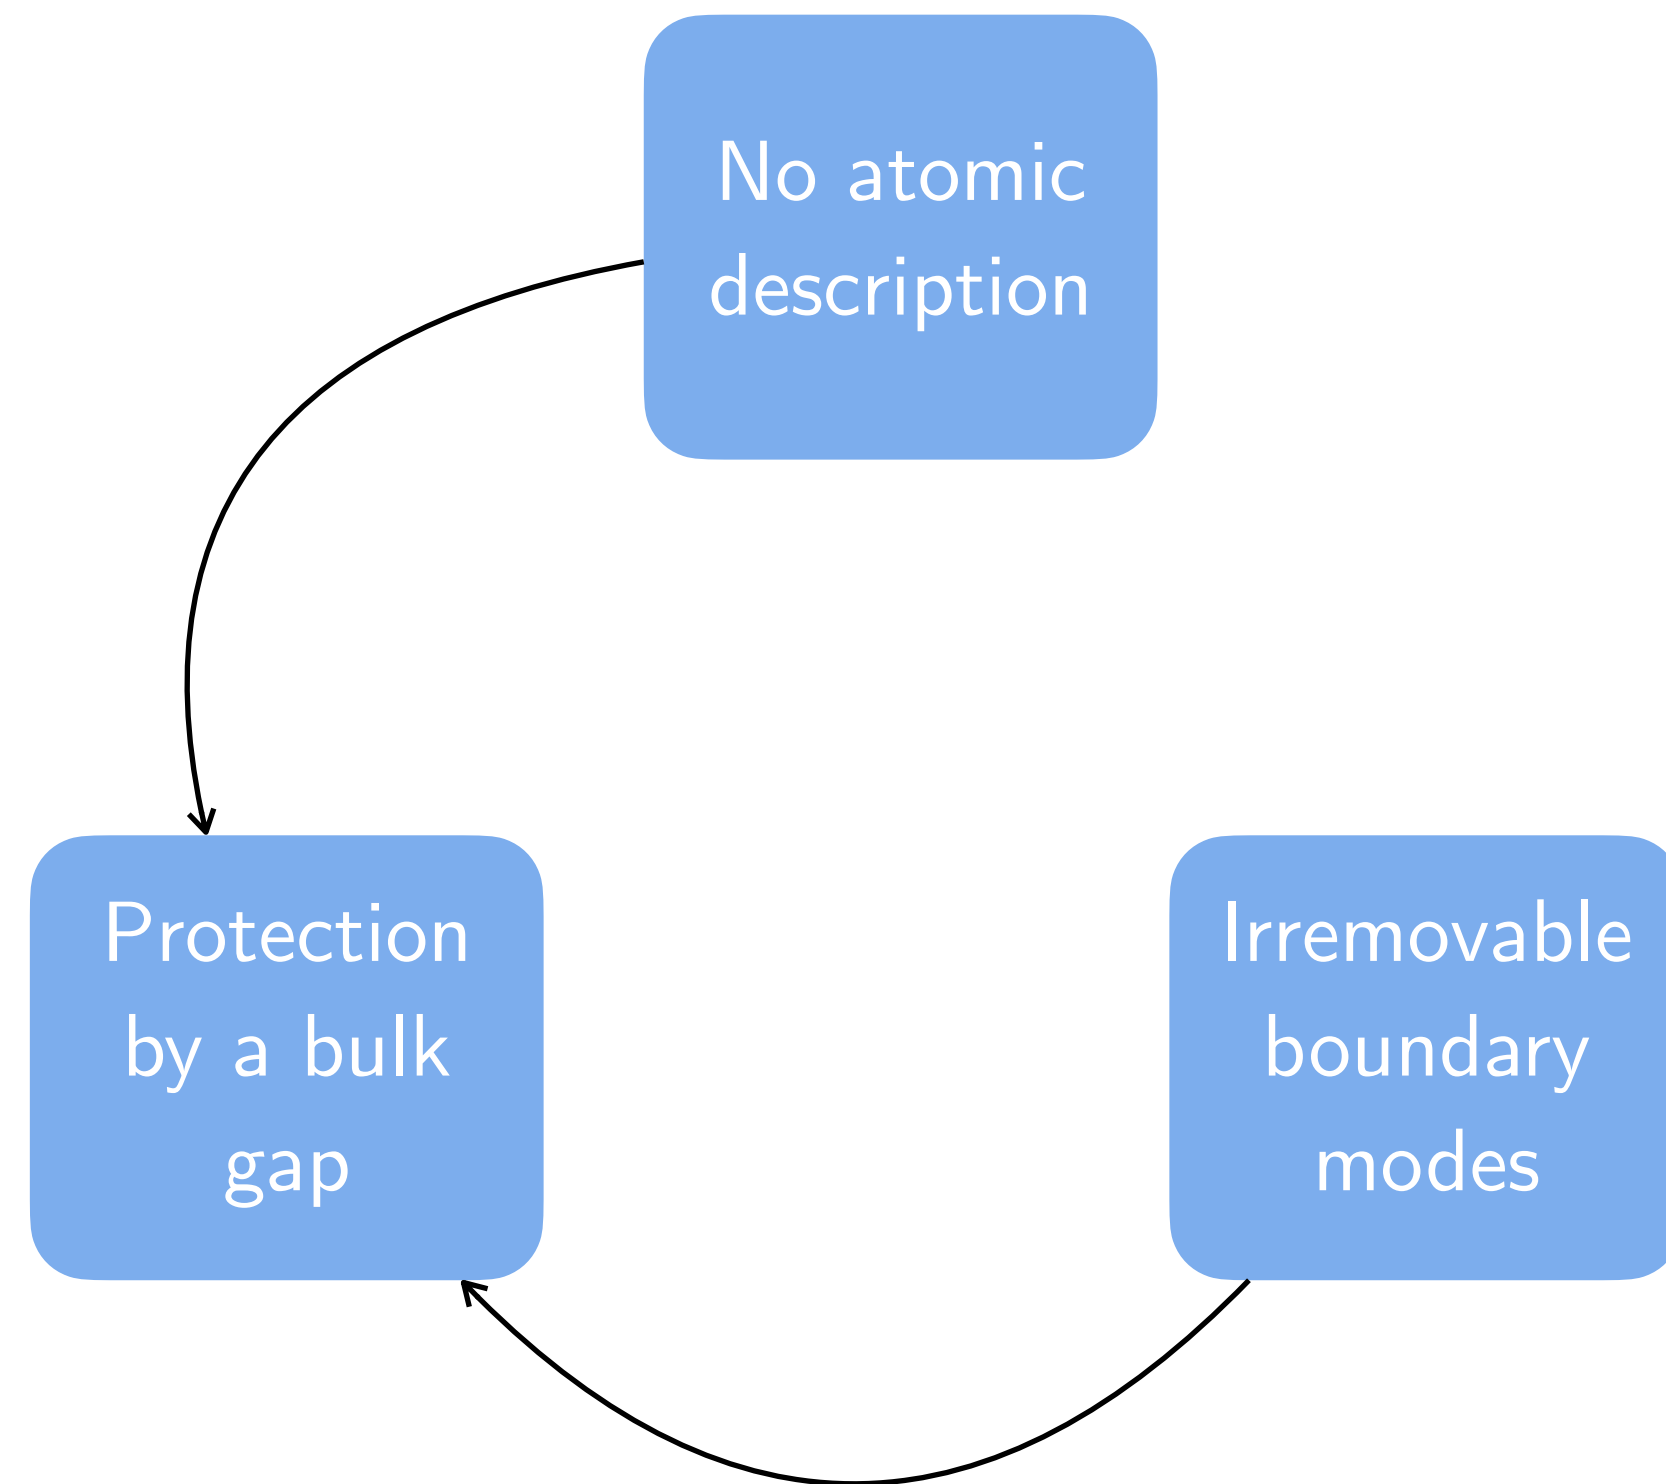 No atomic
description
Protection
by a bulk
gap
Irremovable
boundary
modes